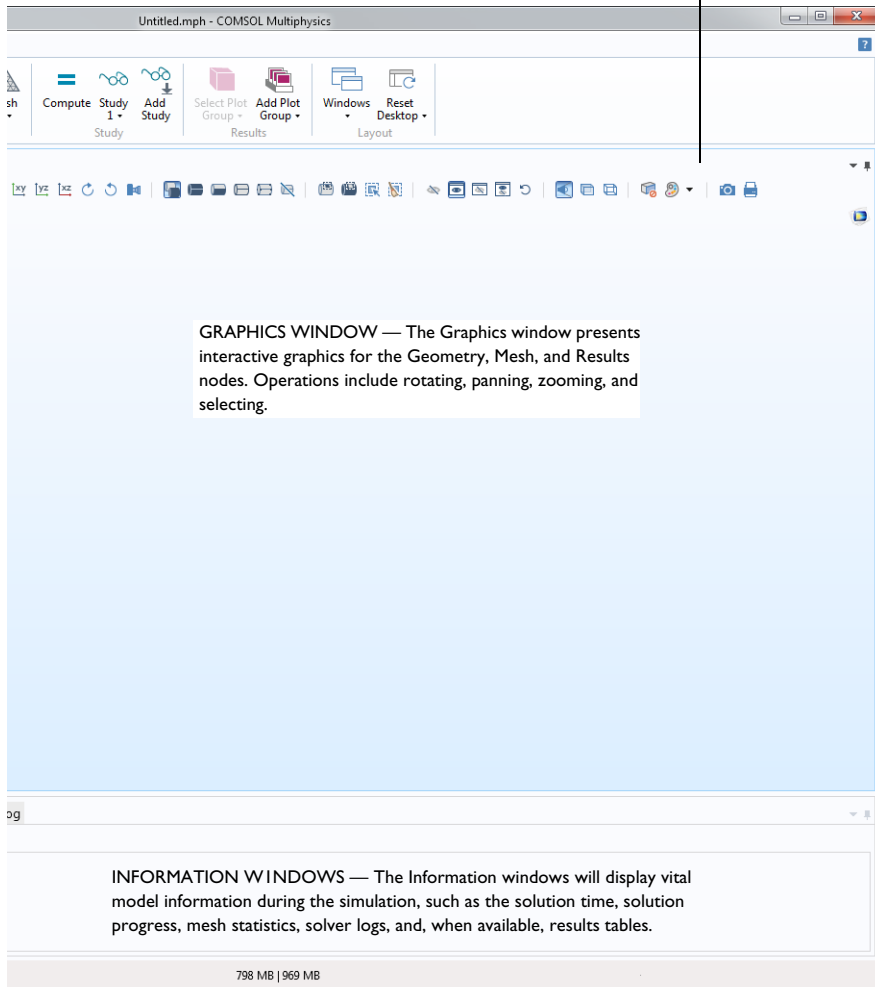 Untitled.mph - COMSOL Multiphysics
?
sh
Compute Study Add Select Plot Add Plot Windows Reset
1 Study Group Group Desktop
Study Results Layout
xy yz xz
GRAPHICS WINDOW — The Graphics window presents
interactive graphics for the Geometry, Mesh, and Results
nodes. Operations include rotating, panning, zooming, and
selecting.
og
INFORMATION WINDOWS — The Information windows will display vital
model information during the simulation, such as the solution time, solution
progress, mesh statistics, solver logs, and, when available, results tables.
798 MB | 969 MB